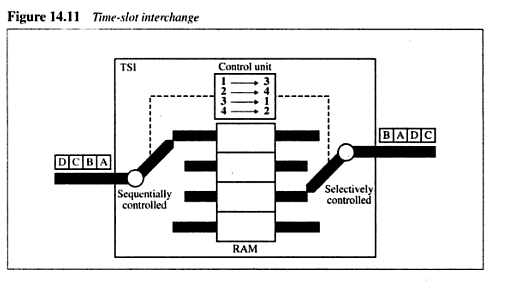 Figure 14.11 Time-slot interchange
TSI
Control unit
1 → 3
2 → 4
3 → 1
4 → 2
D C B A
B A D C
Sequentially
controlled
Selectively
controlled
RAM